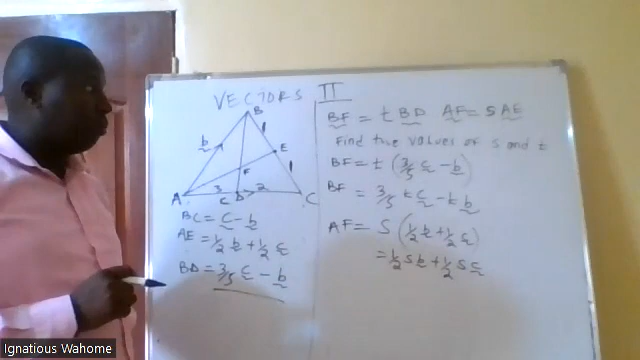 VECTORS II
B
b
1
E
F
1
A
3
C
D
2
C
BC = c - b
AE = 1/2 b + 1/2 c
BD = 3/5 c - b
BF = t BD AF = s AE
Find the values of s and t
BF = t (3/5 c - b)
BF = 3/5 t c - t b
AF = S (1/2 b + 1/2 c)
= 1/2 s b + 1/2 s c
Ignatious Wahome